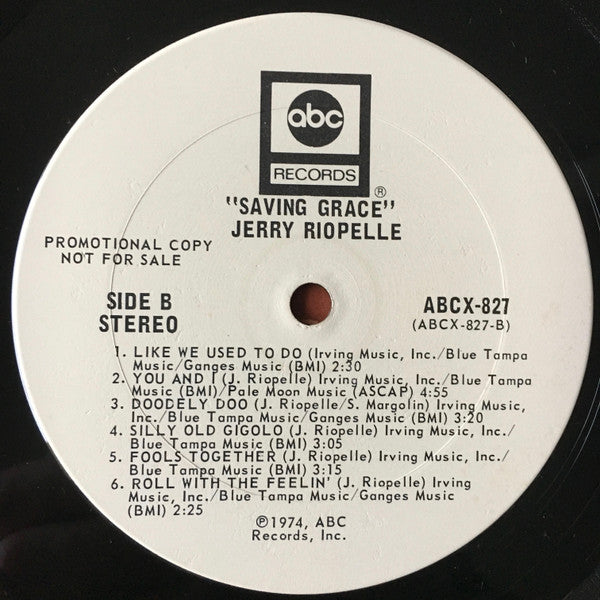 abc
RECORDS
®
"SAVING GRACE"
JERRY RIOPELLE
PROMOTIONAL COPY
NOT FOR SALE
SIDE B
STEREO
ABCX-827
(ABCX-827-B)
1. LIKE WE USED TO DO (Irving Music, Inc./Blue Tampa
Music/Ganges Music (BMI) 2:30
2. YOU AND I (J. Riopelle) Irving Music, Inc./Blue Tampa
Music (BMI)/Pale Moon Music (ASCAP) 4:55
3. DOODELY DOO (J. Riopelle/S. Margolin) Irving Music,
Inc./Blue Tampa Music/Ganges Music (BMI) 3:20
4. SILLY OLD GIGOLO (J. Riopelle) Irving Music, Inc./
Blue Tampa Music (BMI) 3:05
5. FOOLS TOGETHER (J. Riopelle) Irving Music, Inc./
Blue Tampa Music (BMI) 3:15
6. ROLL WITH THE FEELIN' (J. Riopelle) Irving
Music, Inc./Blue Tampa Music/Ganges Music
(BMI) 2:25
℗1974, ABC
Records, Inc.